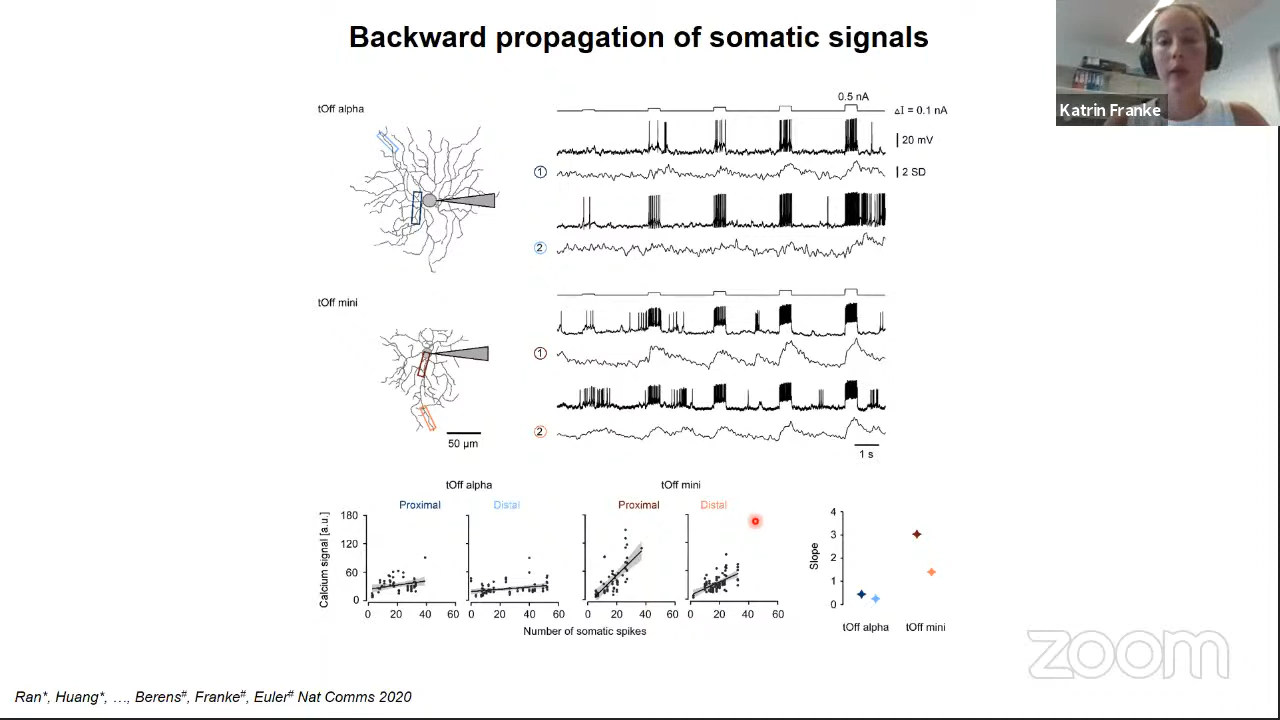 Backward propagation of somatic signals
Katrin Franke
tOff alpha
0.5 nA
ΔI = 0.1 nA
20 mV
1
2 SD
2
tOff mini
1
2
50 µm
1 s
tOff alpha
tOff mini
Proximal
Distal
Proximal
Distal
Calcium signal [a.u.]
180
120
60
0
0 20 40 60
0 20 40 60
0 20 40 60
0 20 40 60
Number of somatic spikes
Slope
4
3
2
1
0
tOff alpha
tOff mini
zoom
Ran*, Huang*, …, Berens#, Franke#, Euler# Nat Comms 2020